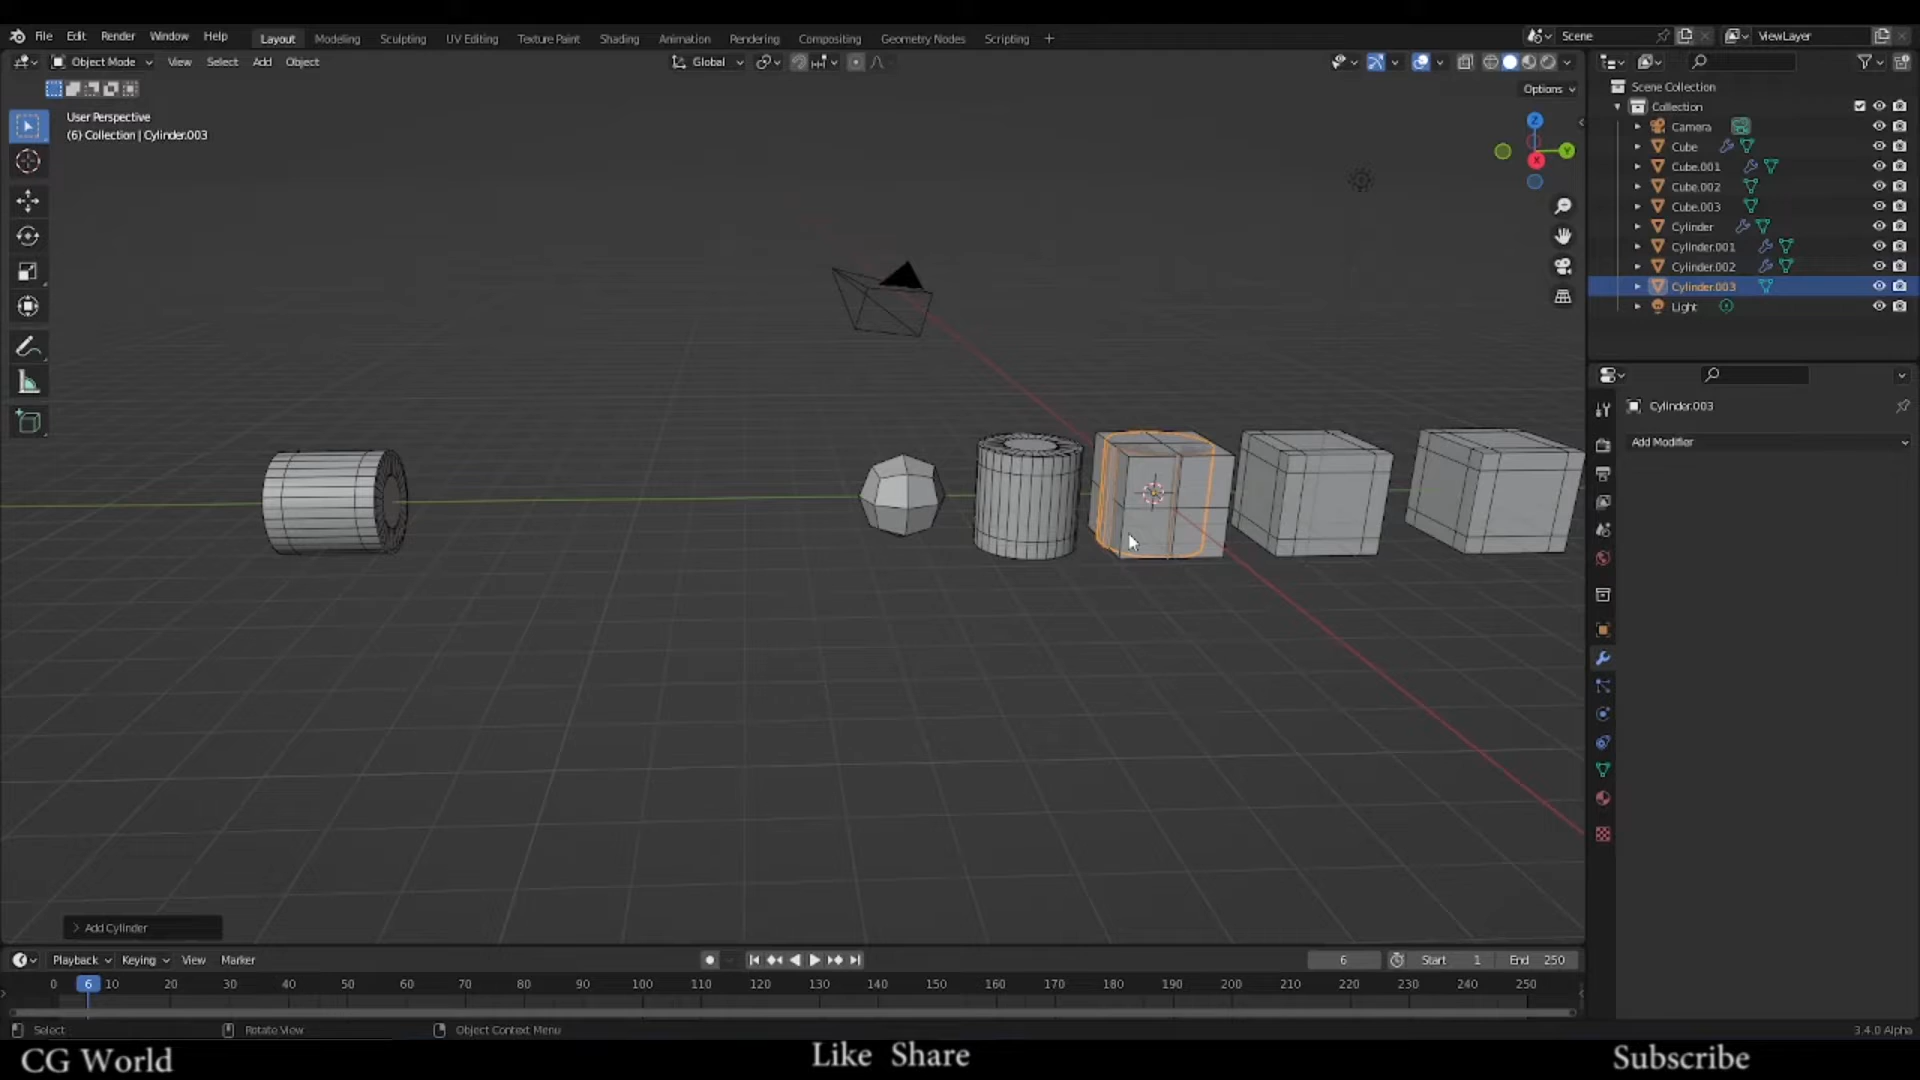 File Edit Render Window Help Layout Modeling Sculpting UV Editing Texture Paint Shading Animation Rendering Compositing Geometry Nodes Scripting + Scene ViewLayer
Object Mode View Select Add Object Global
Options
User Perspective
(6) Collection | Cylinder.003
Z
Y
X
Scene Collection
Collection
Camera
Cube
Cube.001
Cube.002
Cube.003
Cylinder
Cylinder.001
Cylinder.002
Cylinder.003
Light
Cylinder.003
Add Modifier
> Add Cylinder
Playback Keying View Marker 6 Start 1 End 250
0 6 10 20 30 40 50 60 70 80 90 100 110 120 130 140 150 160 170 180 190 200 210 220 230 240 250
Select Rotate View Object Context Menu 3.4.0 Alpha
CG World Like Share Subscribe